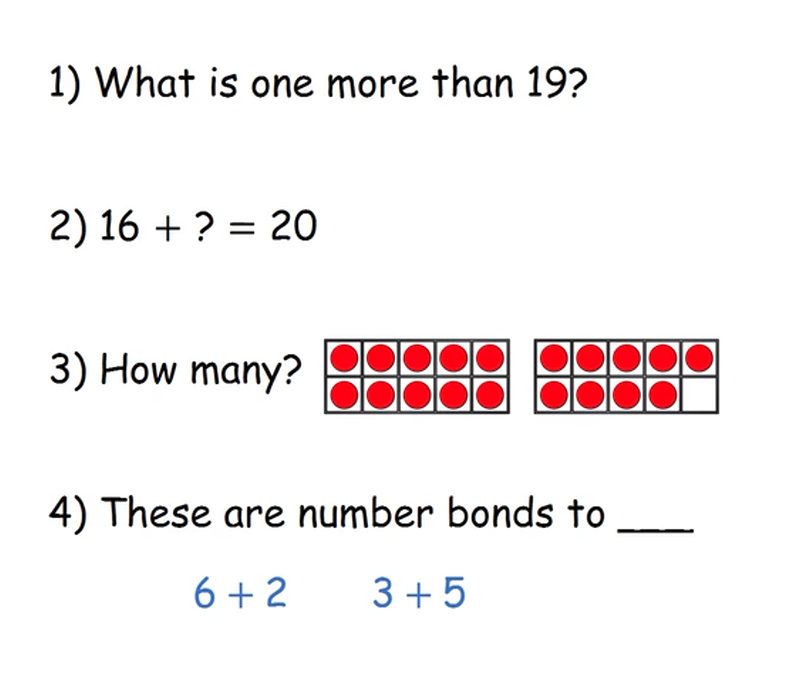 1) What is one more than 19?
2) 16 + ? = 20
3) How many?
4) These are number bonds to ___
6 + 2 3 + 5